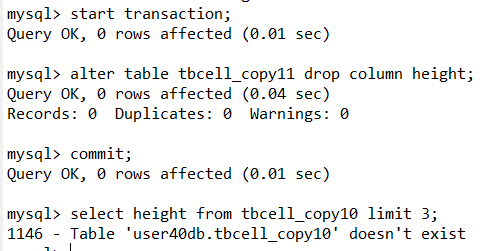 mysql> start transaction;
Query OK, 0 rows affected (0.01 sec)
mysql> alter table tbcell_copy11 drop column height;
Query OK, 0 rows affected (0.04 sec)
Records: 0  Duplicates: 0  Warnings: 0
mysql> commit;
Query OK, 0 rows affected (0.01 sec)
mysql> select height from tbcell_copy10 limit 3;
1146 - Table 'user40db.tbcell_copy10' doesn't exist